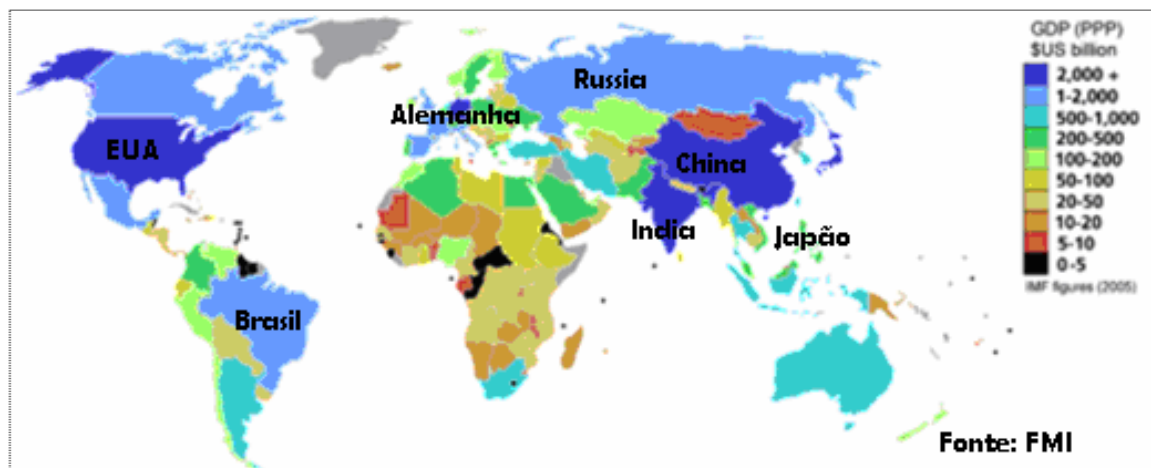 GDP (PPP)
$US billion
2,000 +
1-2,000
500-1,000
200-500
100-200
50-100
20-50
10-20
5-10
0-5
IMF figures (2005)
Russia
Alemanha
EUA
China
India
Japão
Brasil
Fonte: FMI